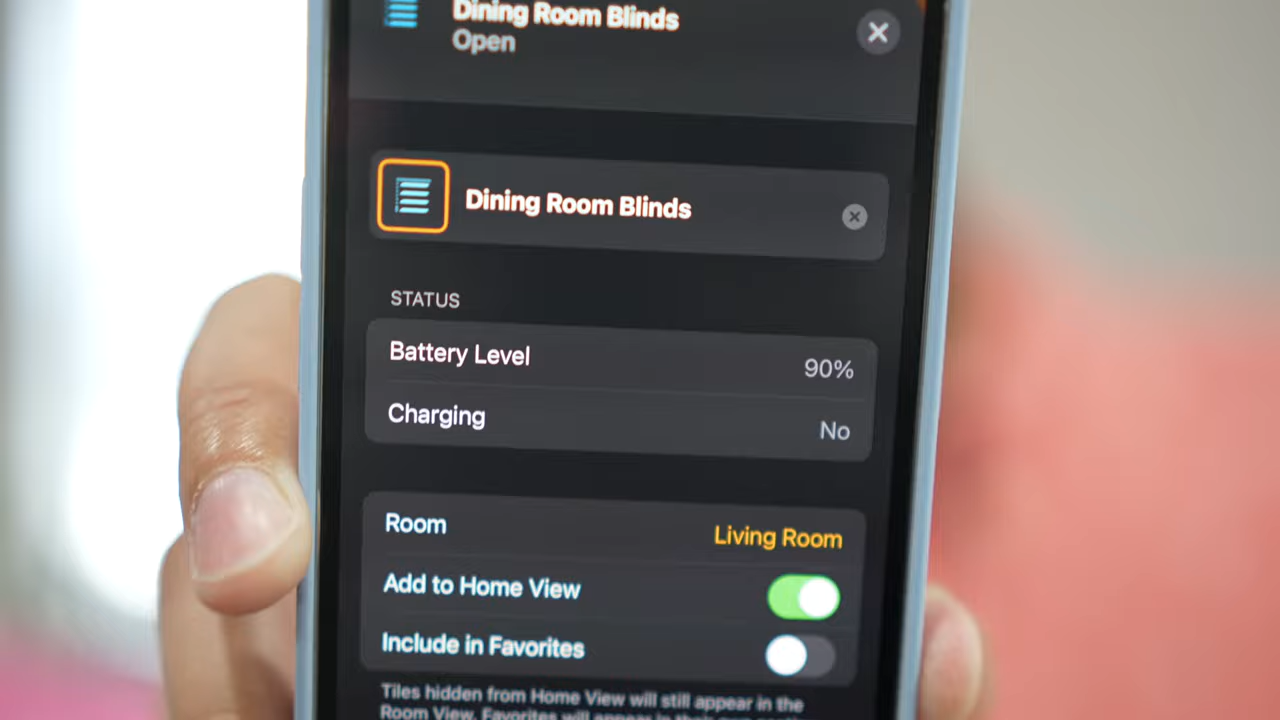 Dining Room Blinds
Open
Dining Room Blinds
STATUS
Battery Level 90%
Charging No
Room Living Room
Add to Home View
Include in Favorites
Tiles hidden from Home View will still appear in the
Room View. Favorites will appear in their own